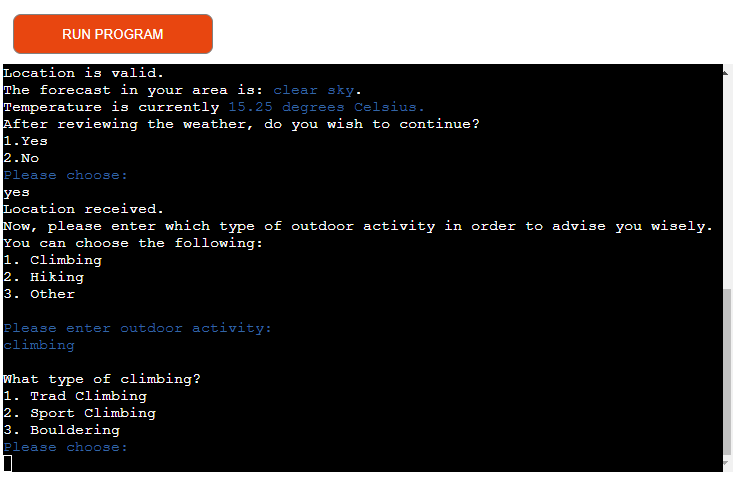 RUN PROGRAM
Location is valid.
The forecast in your area is: clear sky.
Temperature is currently 15.25 degrees Celsius.
After reviewing the weather, do you wish to continue?
1.Yes
2.No
Please choose:
yes
Location received.
Now, please enter which type of outdoor activity in order to advise you wisely.
You can choose the following:
1. Climbing
2. Hiking
3. Other
Please enter outdoor activity:
climbing
What type of climbing?
1. Trad Climbing
2. Sport Climbing
3. Bouldering
Please choose: